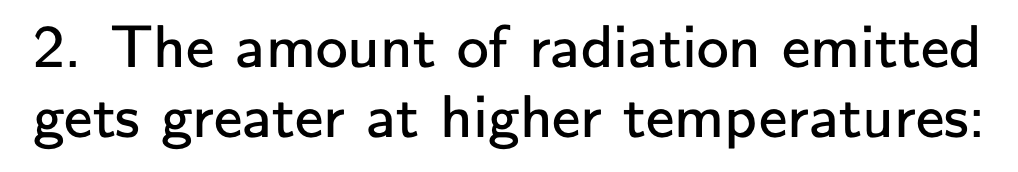 2. The amount of radiation emitted
gets greater at higher temperatures: